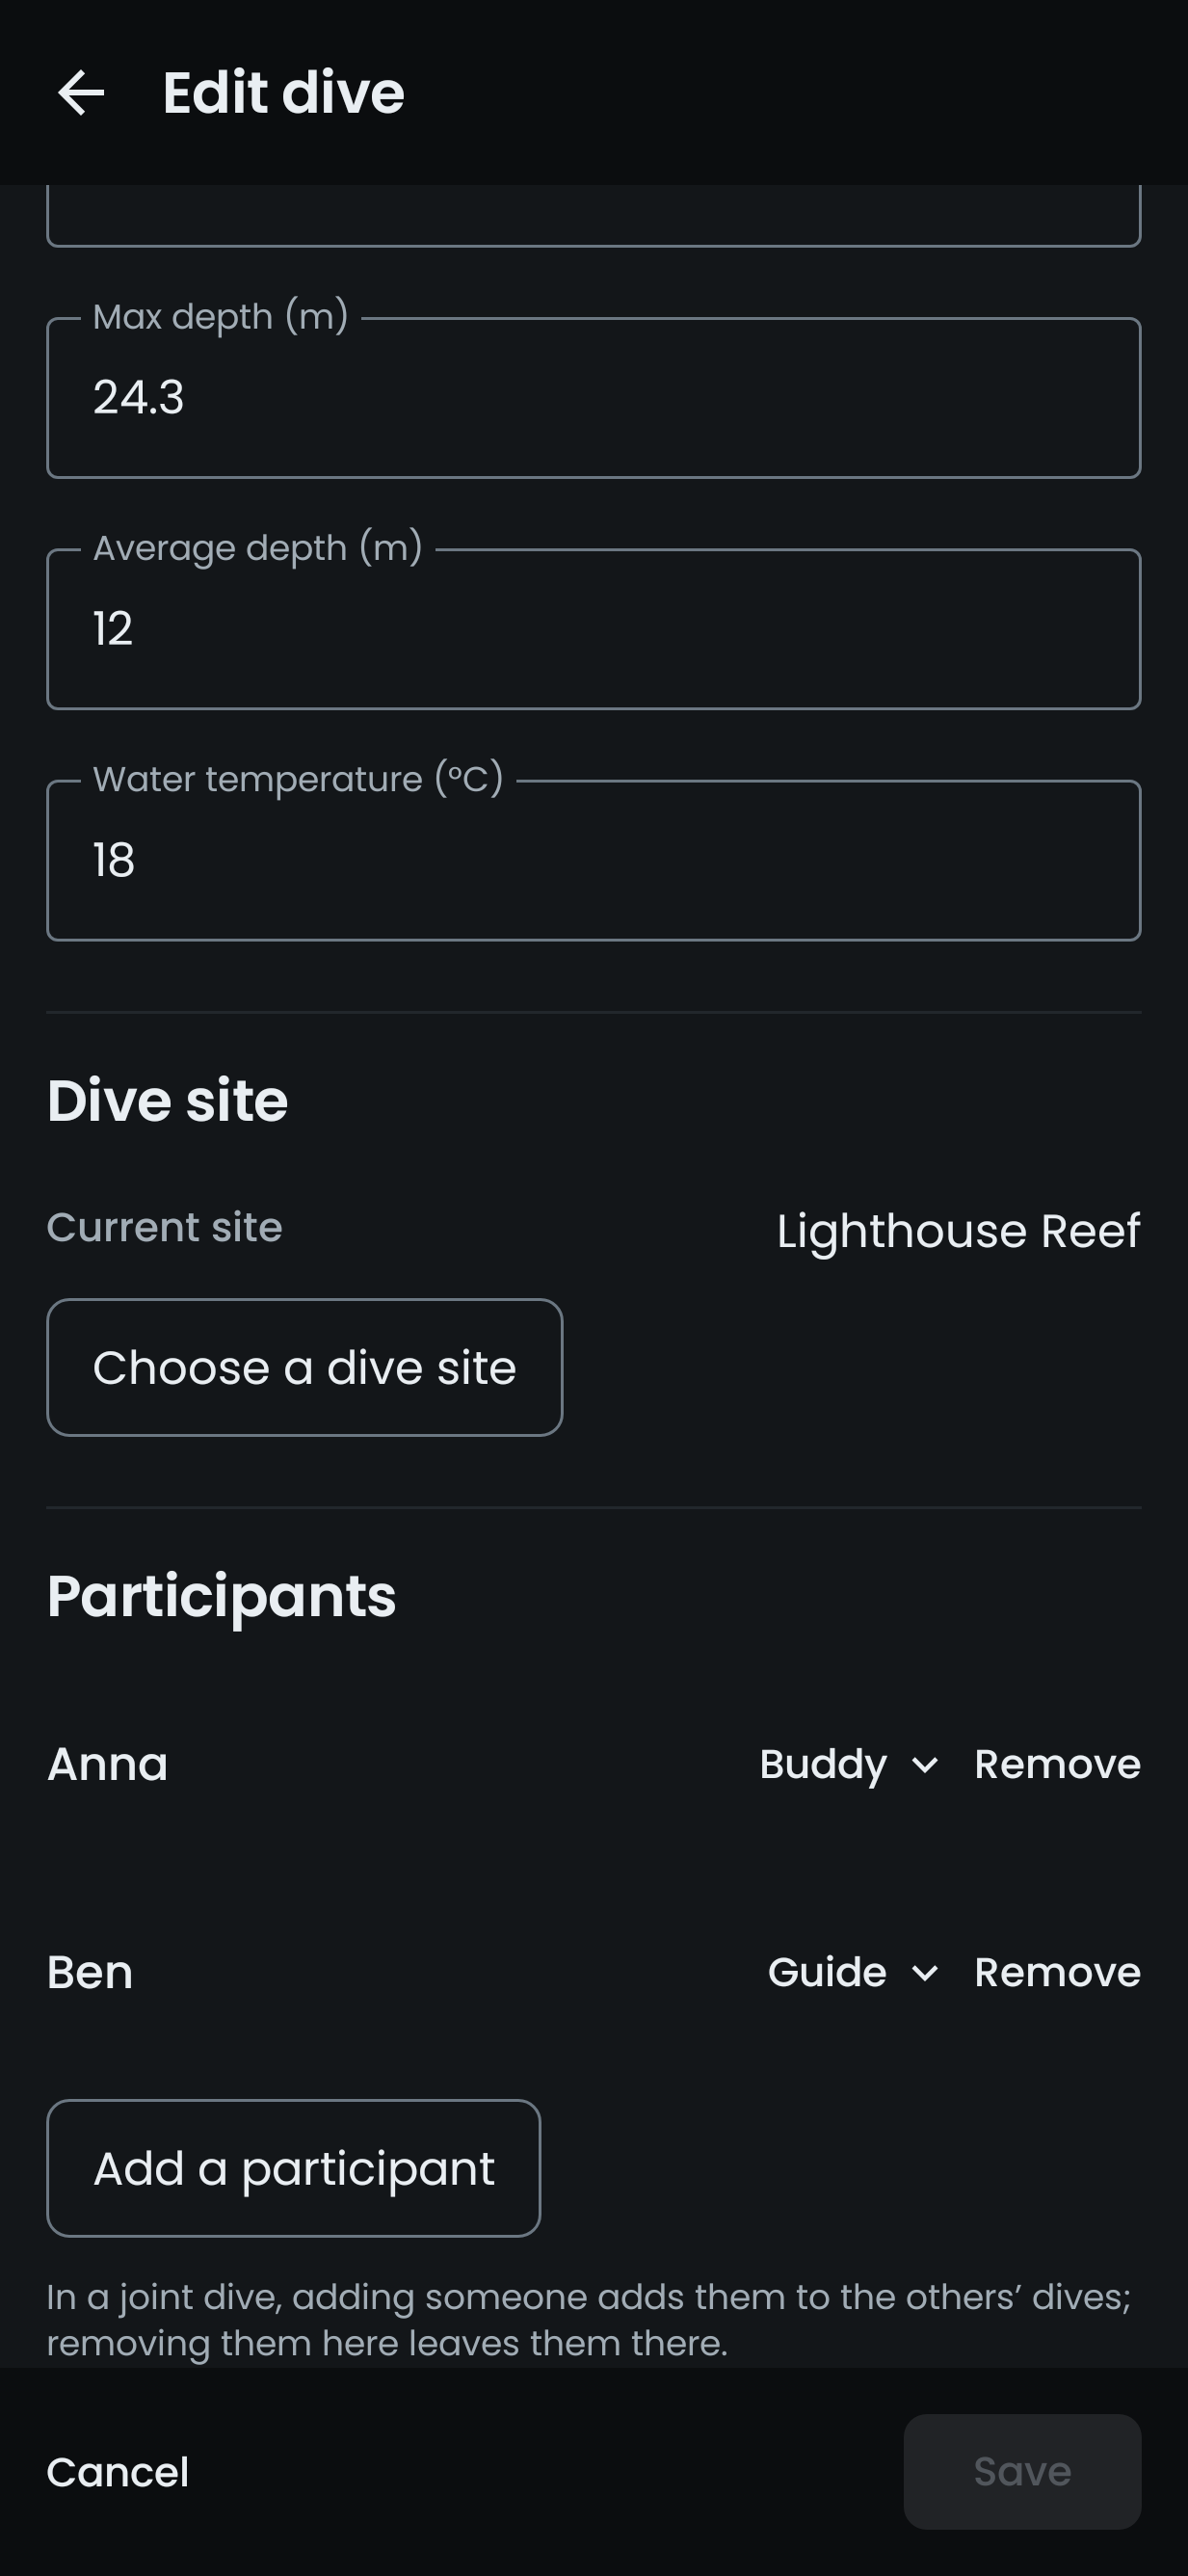 Edit dive
Max depth (m)
24.3
Average depth (m)
12
Water temperature (°C)
18
Dive site
Current site Lighthouse Reef
Choose a dive site
Participants
Anna Buddy Remove
Ben Guide Remove
Add a participant
In a joint dive, adding someone adds them to the others’ dives;
removing them here leaves them there.
Cancel Save